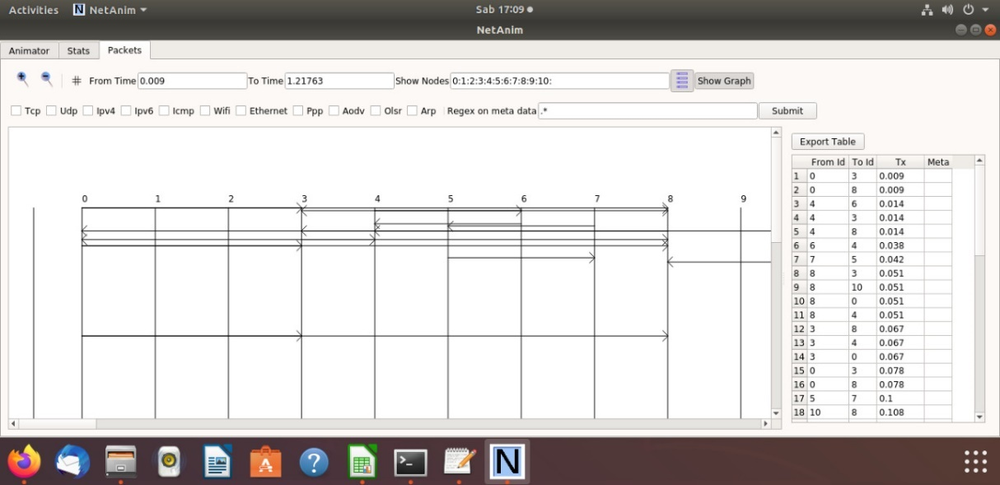 Activities NetAnim Sab 17:09
NetAnim
Animator Stats Packets
# From Time 0.009 To Time 1.21763 Show Nodes 0:1:2:3:4:5:6:7:8:9:10: Show Graph
Tcp Udp Ipv4 Ipv6 Icmp Wifi Ethernet Ppp Aodv Olsr Arp Regex on meta data .* Submit
0 1 2 3 4 5 6 7 8 9
Export Table
From Id To Id Tx Meta
1 0 3 0.009
2 0 8 0.009
3 4 6 0.014
4 4 3 0.014
5 4 8 0.014
6 6 4 0.038
7 7 5 0.042
8 8 3 0.051
9 8 10 0.051
10 8 0 0.051
11 8 4 0.051
12 3 8 0.067
13 3 4 0.067
14 3 0 0.067
15 0 3 0.078
16 0 8 0.078
17 5 7 0.1
18 10 8 0.108
A ? >_ N